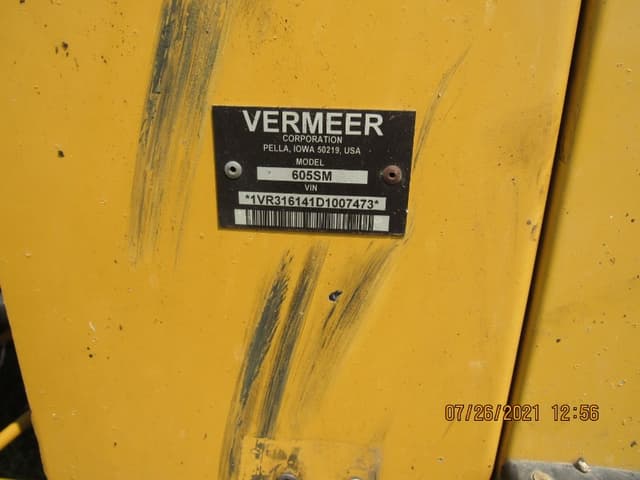 VERMEER
CORPORATION
PELLA, IOWA 50219, USA
MODEL
605SM
VIN
*1VR316141D1007473*
07/26/2021 12:56